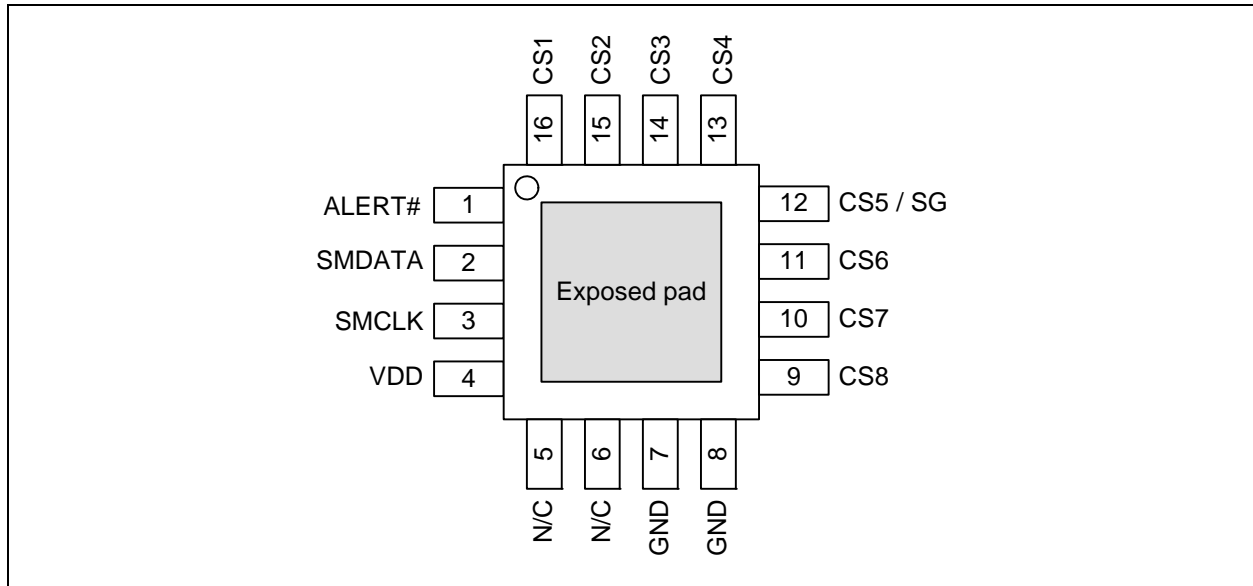 CS1
CS2
CS3
CS4
16
15
14
13
ALERT# 1
SMDATA 2
SMCLK 3
VDD 4
Exposed pad
12 CS5 / SG
11 CS6
10 CS7
9 CS8
5
6
7
8
N/C
N/C
GND
GND